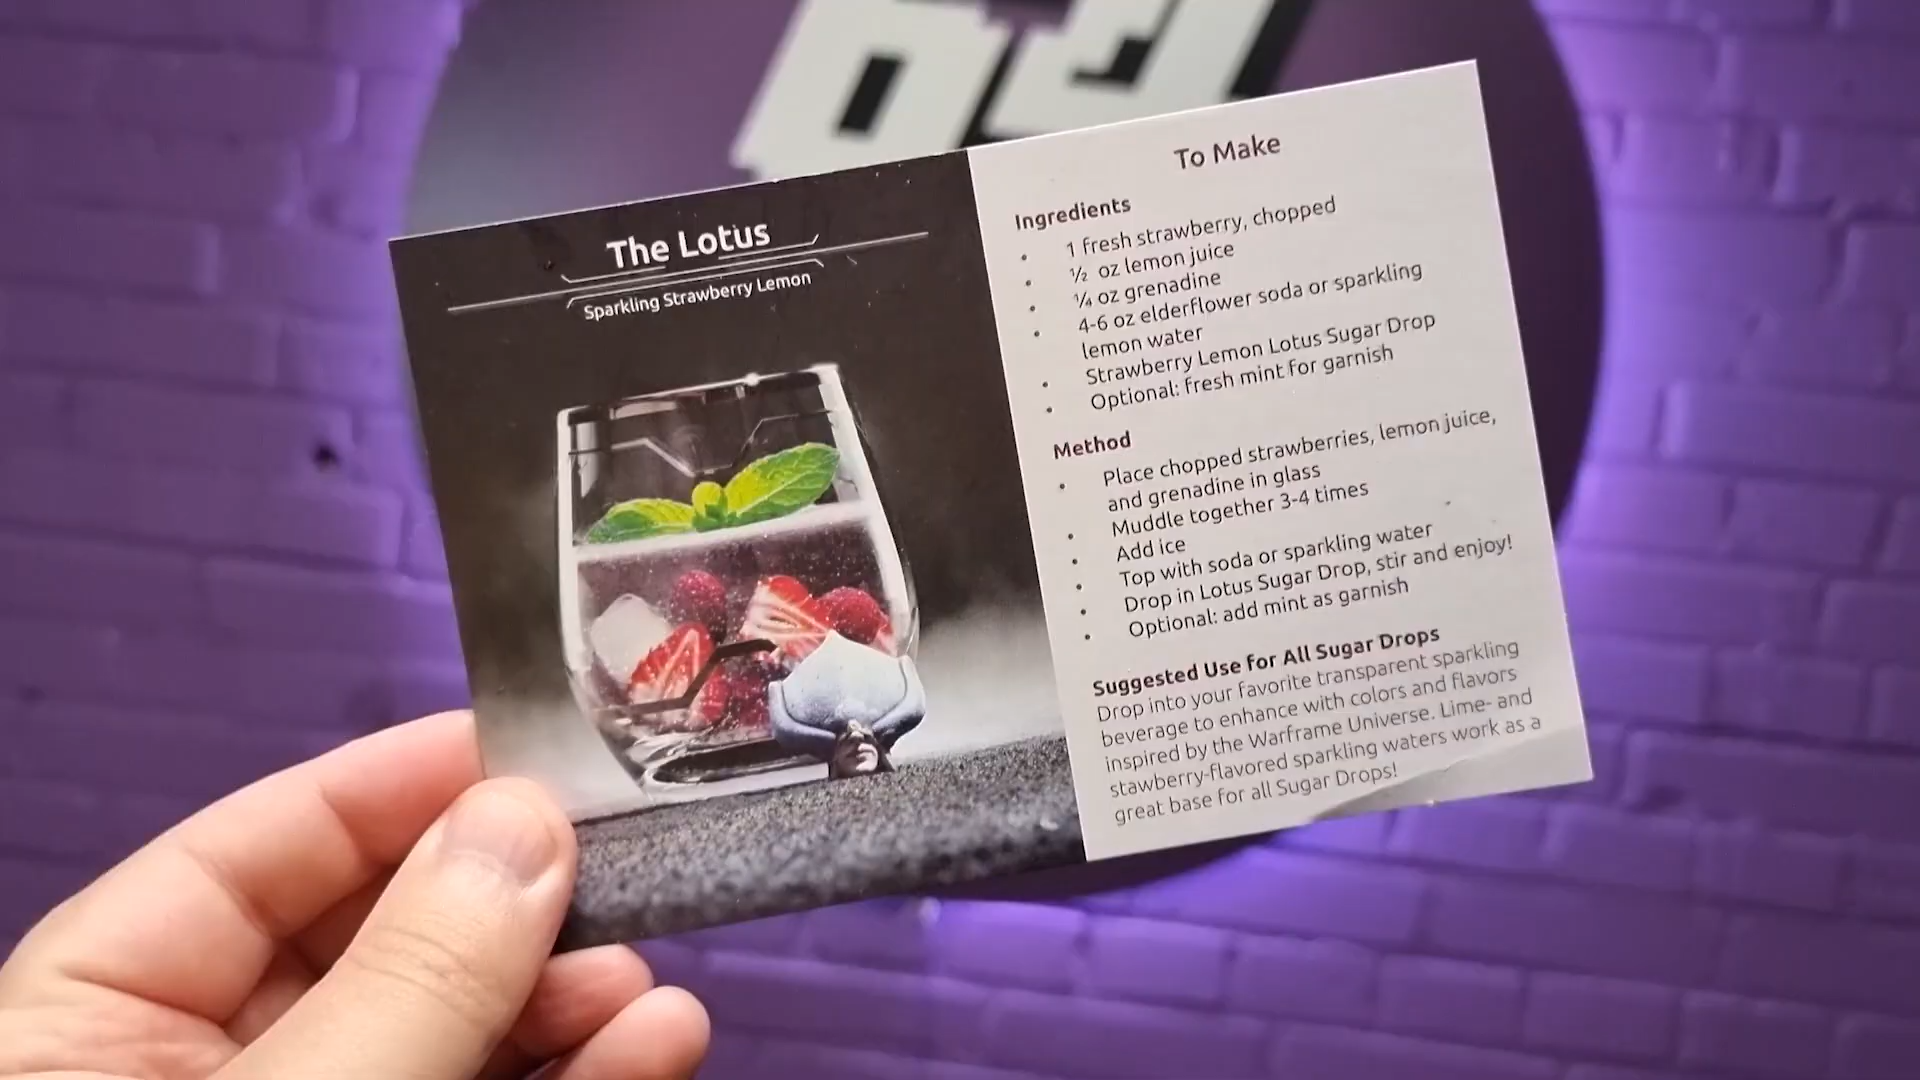 The Lotus
Sparkling Strawberry Lemon
To Make
Ingredients
• 1 fresh strawberry, chopped
• ½ oz lemon juice
• ¼ oz grenadine
• 4-6 oz elderflower soda or sparkling
lemon water
• Strawberry Lemon Lotus Sugar Drop
• Optional: fresh mint for garnish
Method
• Place chopped strawberries, lemon juice,
and grenadine in glass
• Muddle together 3-4 times
• Add ice
• Top with soda or sparkling water
• Drop in Lotus Sugar Drop, stir and enjoy!
• Optional: add mint as garnish
Suggested Use for All Sugar Drops
Drop into your favorite transparent sparkling
beverage to enhance with colors and flavors
inspired by the Warframe Universe. Lime- and
stawberry-flavored sparkling waters work as a
great base for all Sugar Drops!